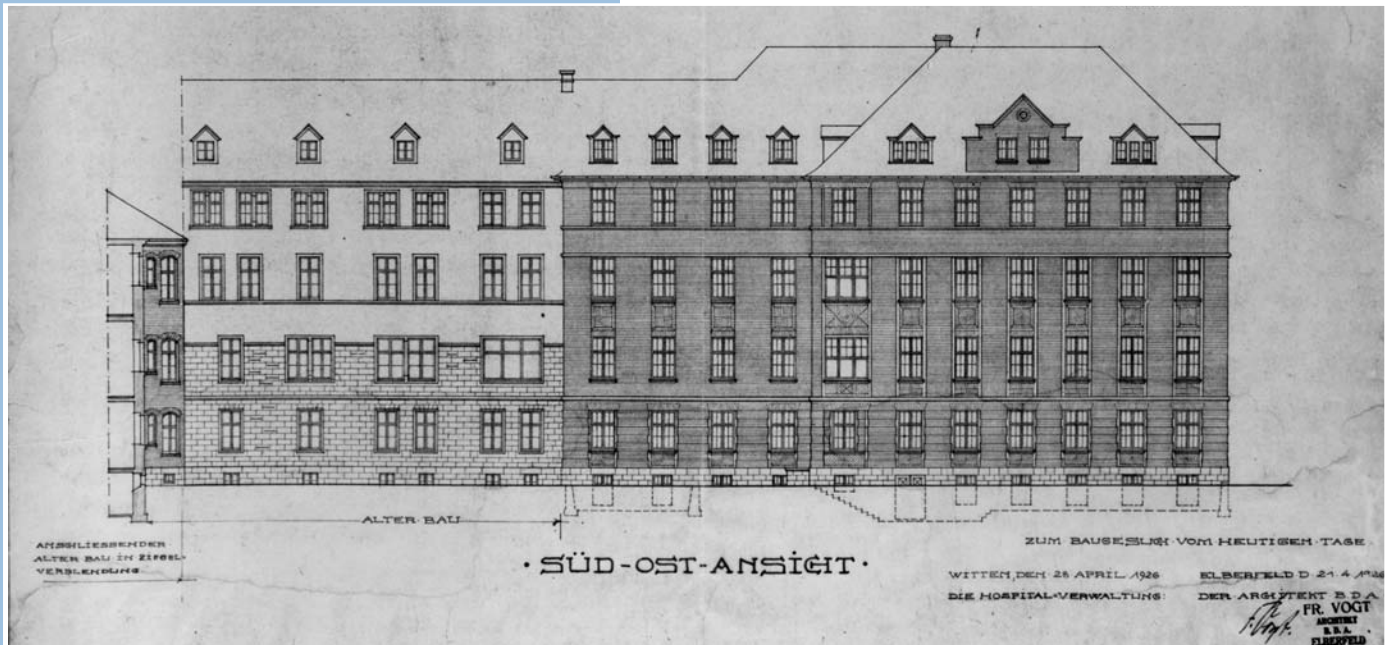 ALTER BAU
ANSCHLIESSENDER
ALTER BAU IN ZIEGEL-
VERBLENDUNG
· SÜD-OST-ANSICHT ·
ZUM BAUGESUCH VOM HEUTIGEN TAGE.
WITTEN, DEN 28 APRIL 1926
DIE HOSPITAL-VERWALTUNG:
ELBERFELD D 21.4.1926
DER ARCHITEKT B.D.A
FR. VOGT
ARCHITEKT
B.D.A.
ELBERFELD